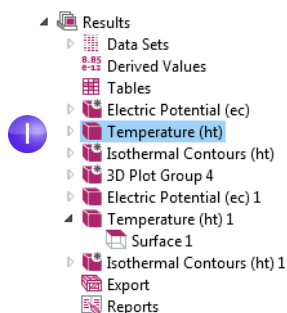 Results
Data Sets
8.85
e-12 Derived Values
Tables
Electric Potential (ec)
Temperature (ht)
Isothermal Contours (ht)
3D Plot Group 4
Electric Potential (ec) 1
Temperature (ht) 1
Surface 1
Isothermal Contours (ht) 1
Export
Reports